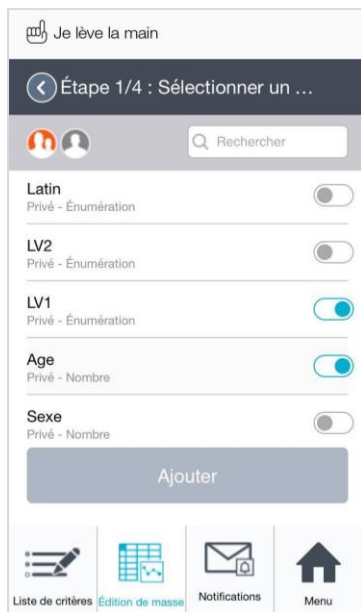 Je lève la main
Étape 1/4 : Sélectionner un ...
Rechercher
Latin
Privé - Énumération
LV2
Privé - Énumération
LV1
Privé - Énumération
Age
Privé - Nombre
Sexe
Privé - Nombre
Ajouter
Liste de critères Édition de masse Notifications Menu